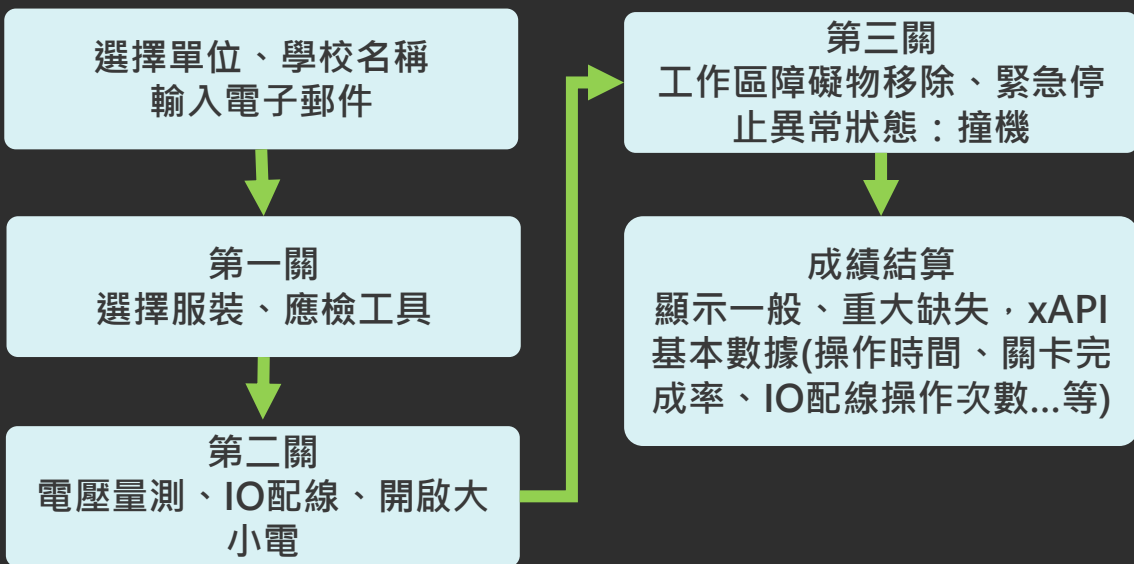 選擇單位、學校名稱
輸入電子郵件
第一關
選擇服裝、應檢工具
第二關
電壓量測、IO配線、開啟大
小電
第三關
工作區障礙物移除、緊急停
止異常狀態：撞機
成績結算
顯示一般、重大缺失，xAPI
基本數據(操作時間、關卡完
成率、IO配線操作次數...等)